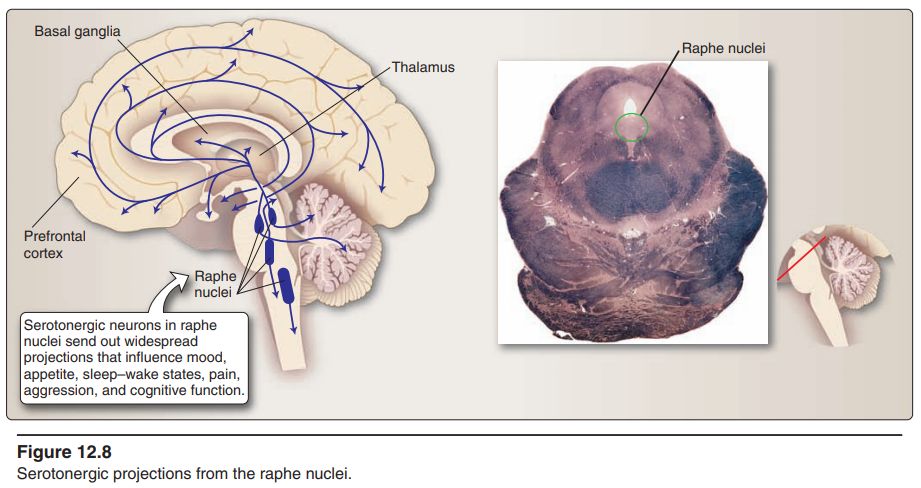 Basal ganglia
Thalamus
Prefrontal
cortex
Raphe
nuclei
Serotonergic neurons in raphe
nuclei send out widespread
projections that influence mood,
appetite, sleep–wake states, pain,
aggression, and cognitive function.
Raphe nuclei
Figure 12.8
Serotonergic projections from the raphe nuclei.